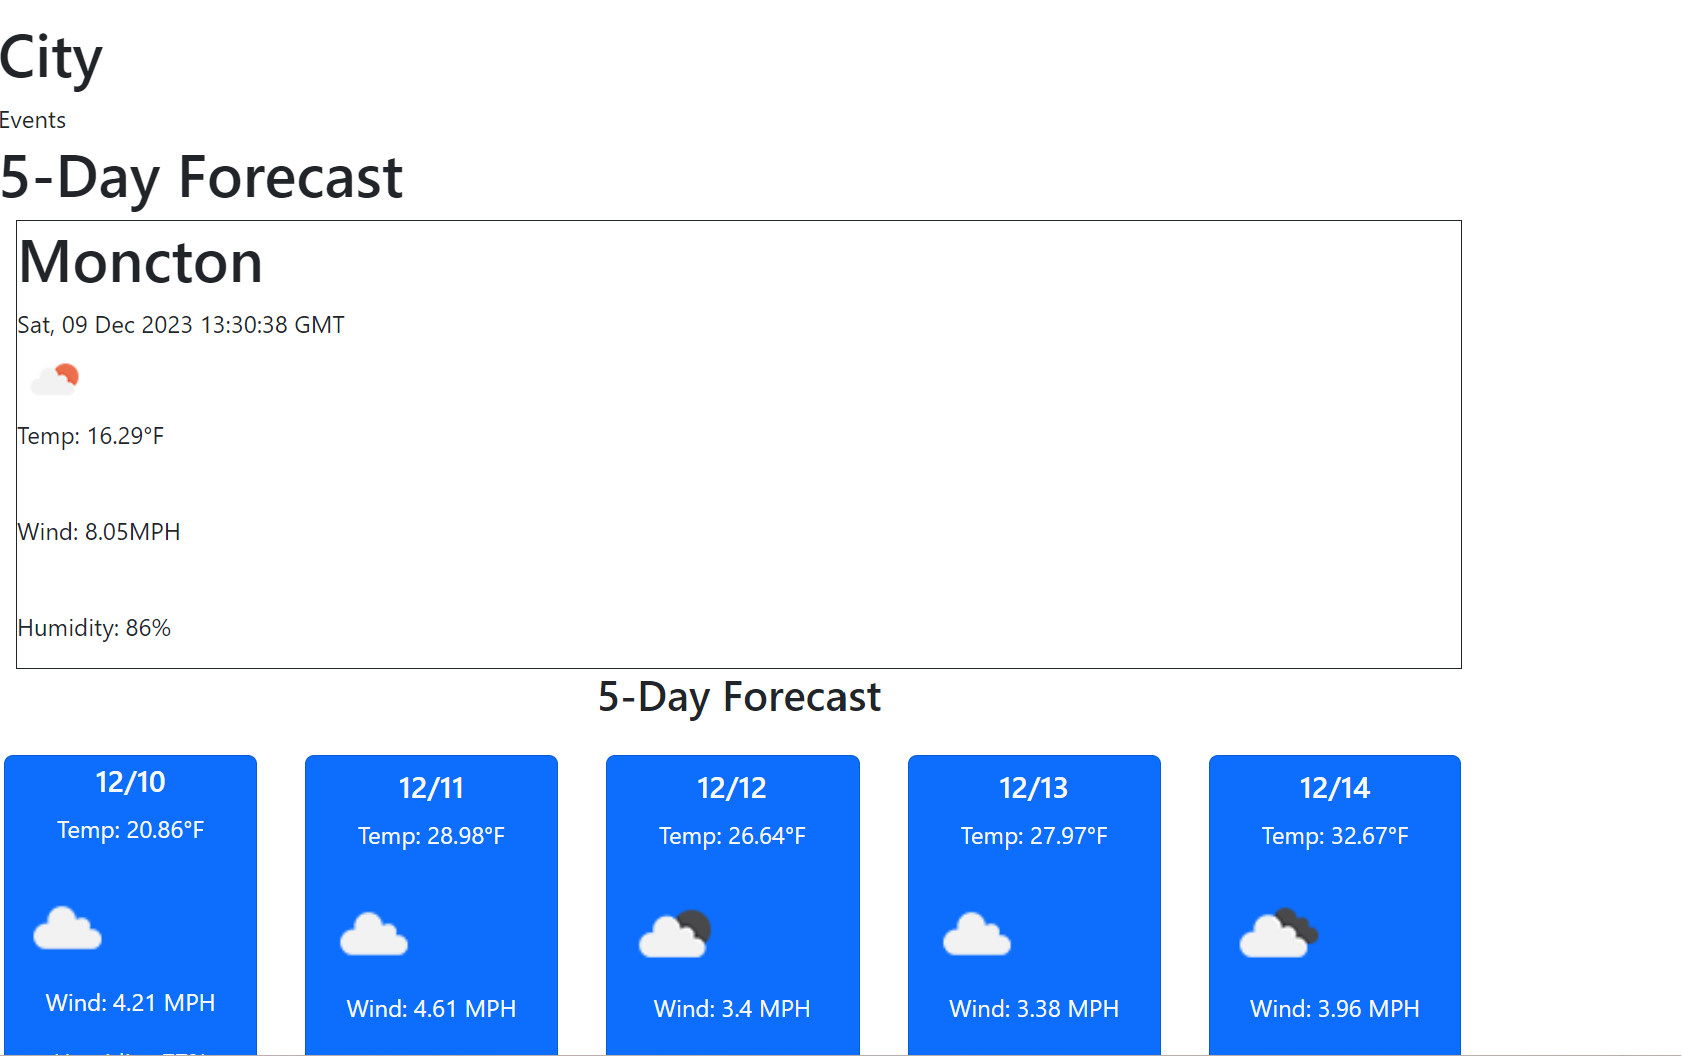 City
Events
5-Day Forecast
Moncton
Sat, 09 Dec 2023 13:30:38 GMT
Temp: 16.29°F
Wind: 8.05MPH
Humidity: 86%
5-Day Forecast
12/10
Temp: 20.86°F
Wind: 4.21 MPH
12/11
Temp: 28.98°F
Wind: 4.61 MPH
12/12
Temp: 26.64°F
Wind: 3.4 MPH
12/13
Temp: 27.97°F
Wind: 3.38 MPH
12/14
Temp: 32.67°F
Wind: 3.96 MPH